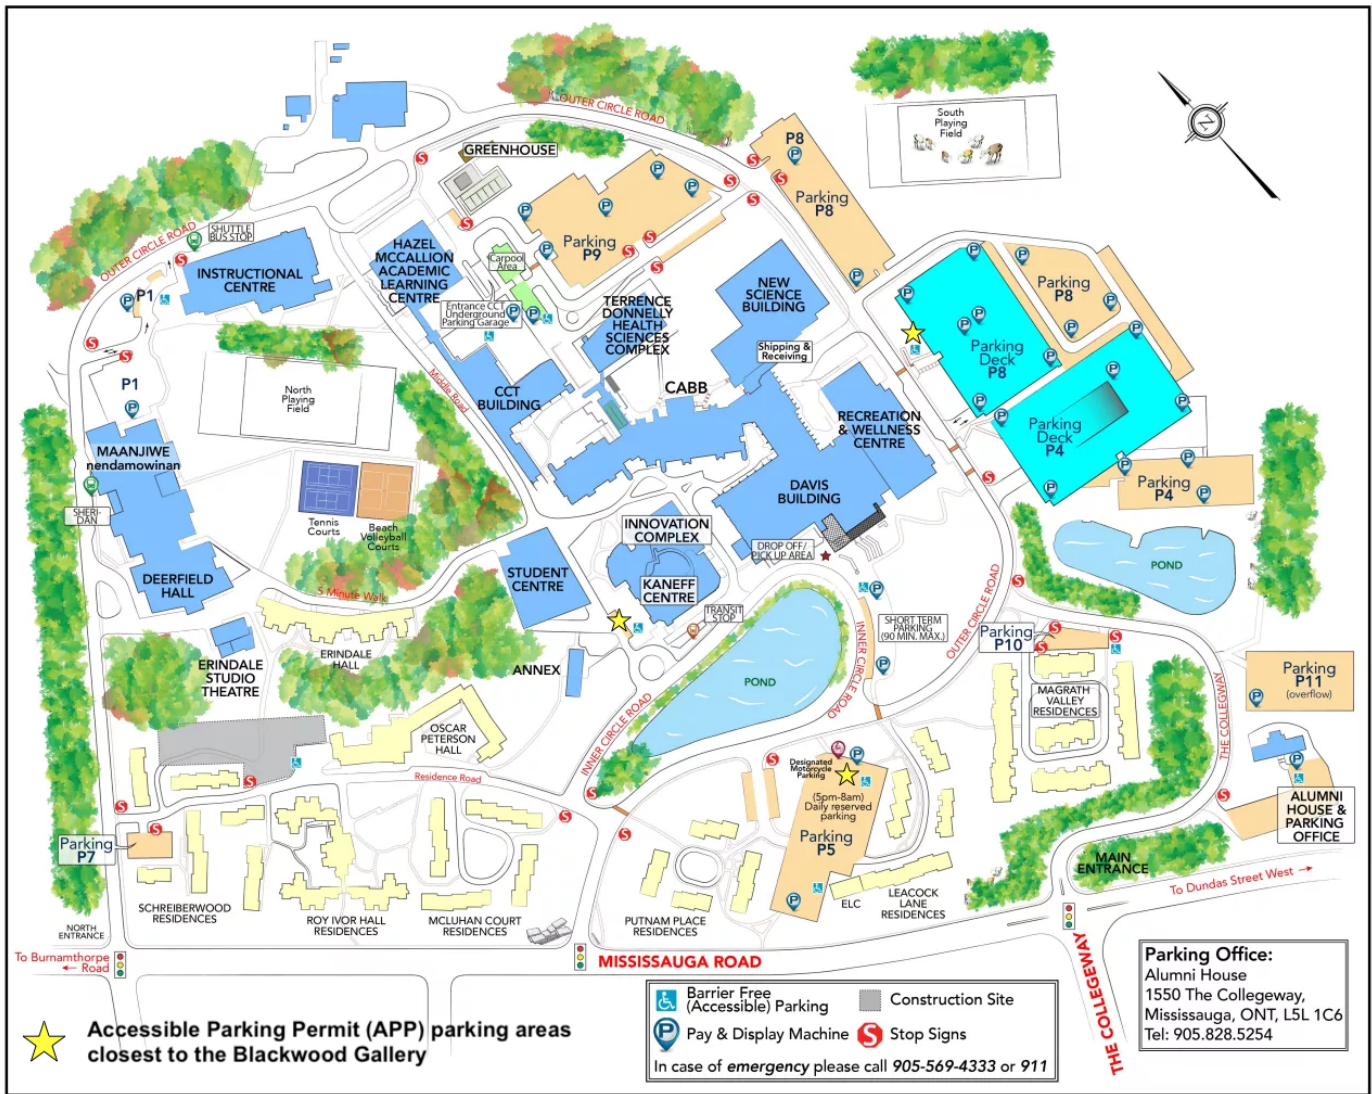 OUTER CIRCLE ROAD
South
Playing
Field
N
GREENHOUSE
P8
Parking
P8
SHUTTLE
BUS STOP
OUTER CIRCLE ROAD
INSTRUCTIONAL
CENTRE
HAZEL
MCCALLION
ACADEMIC
LEARNING
CENTRE
Carpool
Area
Parking
P9
NEW
SCIENCE
BUILDING
Parking
P8
P1
Entrance CCT
Underground
Parking Garage
TERRENCE
DONNELLY
HEALTH
SCIENCES
COMPLEX
Shipping &
Receiving
Parking
Deck
P8
P1
North
Playing
Field
Middle Road
CCT
BUILDING
CABB
RECREATION
& WELLNESS
CENTRE
Parking
Deck
P4
MAANJIWE
nendamowinan
SHERI-
DAN
Tennis
Courts
Beach
Volleyball
Courts
DAVIS
BUILDING
Parking
P4
INNOVATION
COMPLEX
DROP OFF/
PICK UP AREA
POND
DEERFIELD
HALL
5 Minute Walk
STUDENT
CENTRE
KANEFF
CENTRE
TRANSIT
STOP
SHORT TERM
PARKING
(90 MIN. MAX.)
OUTER CIRCLE ROAD
Parking
P10
ERINDALE
STUDIO
THEATRE
ERINDALE
HALL
ANNEX
POND
INNER CIRCLE ROAD
MAGRATH
VALLEY
RESIDENCES
THE COLLEGEWAY
Parking
P11
(overflow)
OSCAR
PETERSON
HALL
INNER CIRCLE ROAD
Residence Road
Designated
Motorcycle
Parking
(5pm-8am)
Daily reserved
parking
Parking
P5
ALUMNI
HOUSE &
PARKING
OFFICE
Parking
P7
MAIN
ENTRANCE
To Dundas Street West →
SCHREIBERWOOD
RESIDENCES
ROY IVOR HALL
RESIDENCES
MCLUHAN COURT
RESIDENCES
PUTNAM PLACE
RESIDENCES
ELC
LEACOCK
LANE
RESIDENCES
NORTH
ENTRANCE
To Burnamthorpe
← Road
MISSISSAUGA ROAD
THE COLLEGEWAY
Parking Office:
Alumni House
1550 The Collegeway,
Mississauga, ONT, L5L 1C6
Tel: 905.828.5254
Barrier Free
(Accessible) Parking
Construction Site
Pay & Display Machine
Stop Signs
In case of emergency please call 905-569-4333 or 911
Accessible Parking Permit (APP) parking areas
closest to the Blackwood Gallery